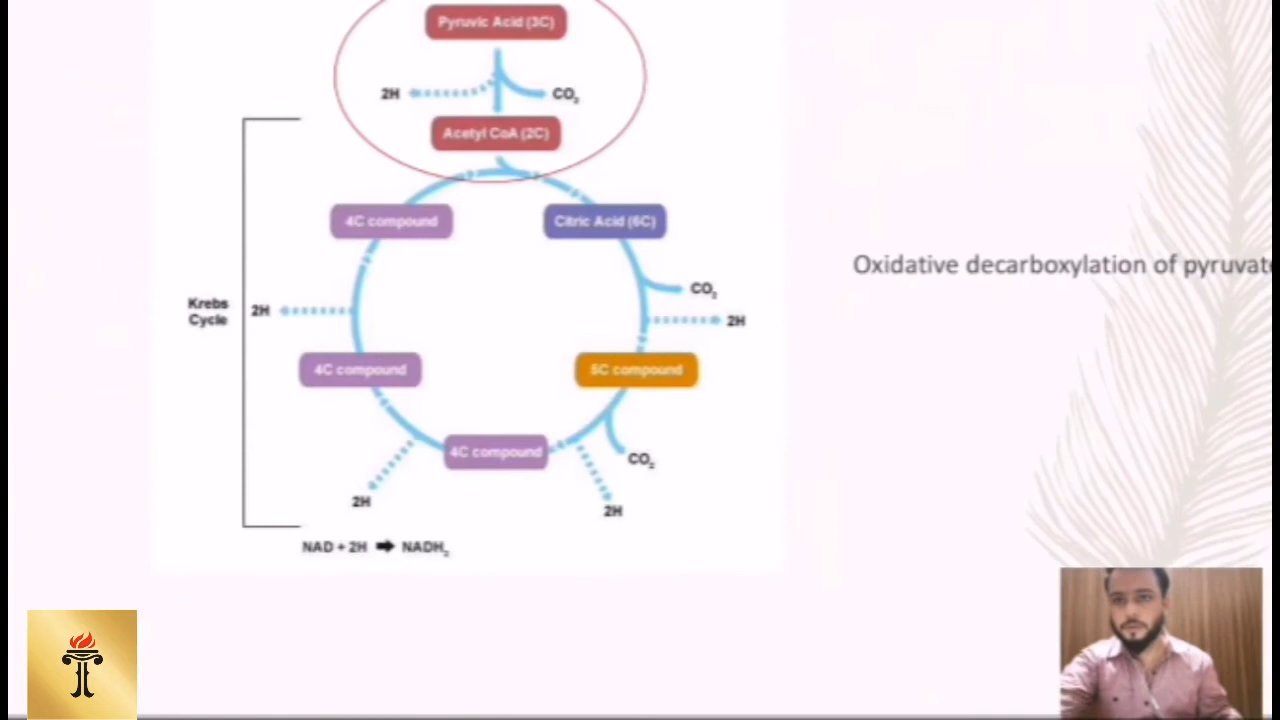 Pyruvic Acid (3C)
2H
CO₂
Acetyl CoA (2C)
4C compound
Citric Acid (6C)
CO₂
Krebs
Cycle
2H
2H
4C compound
5C compound
4C compound
CO₂
2H
2H
NAD + 2H ➡ NADH₂
Oxidative decarboxylation of pyruvate